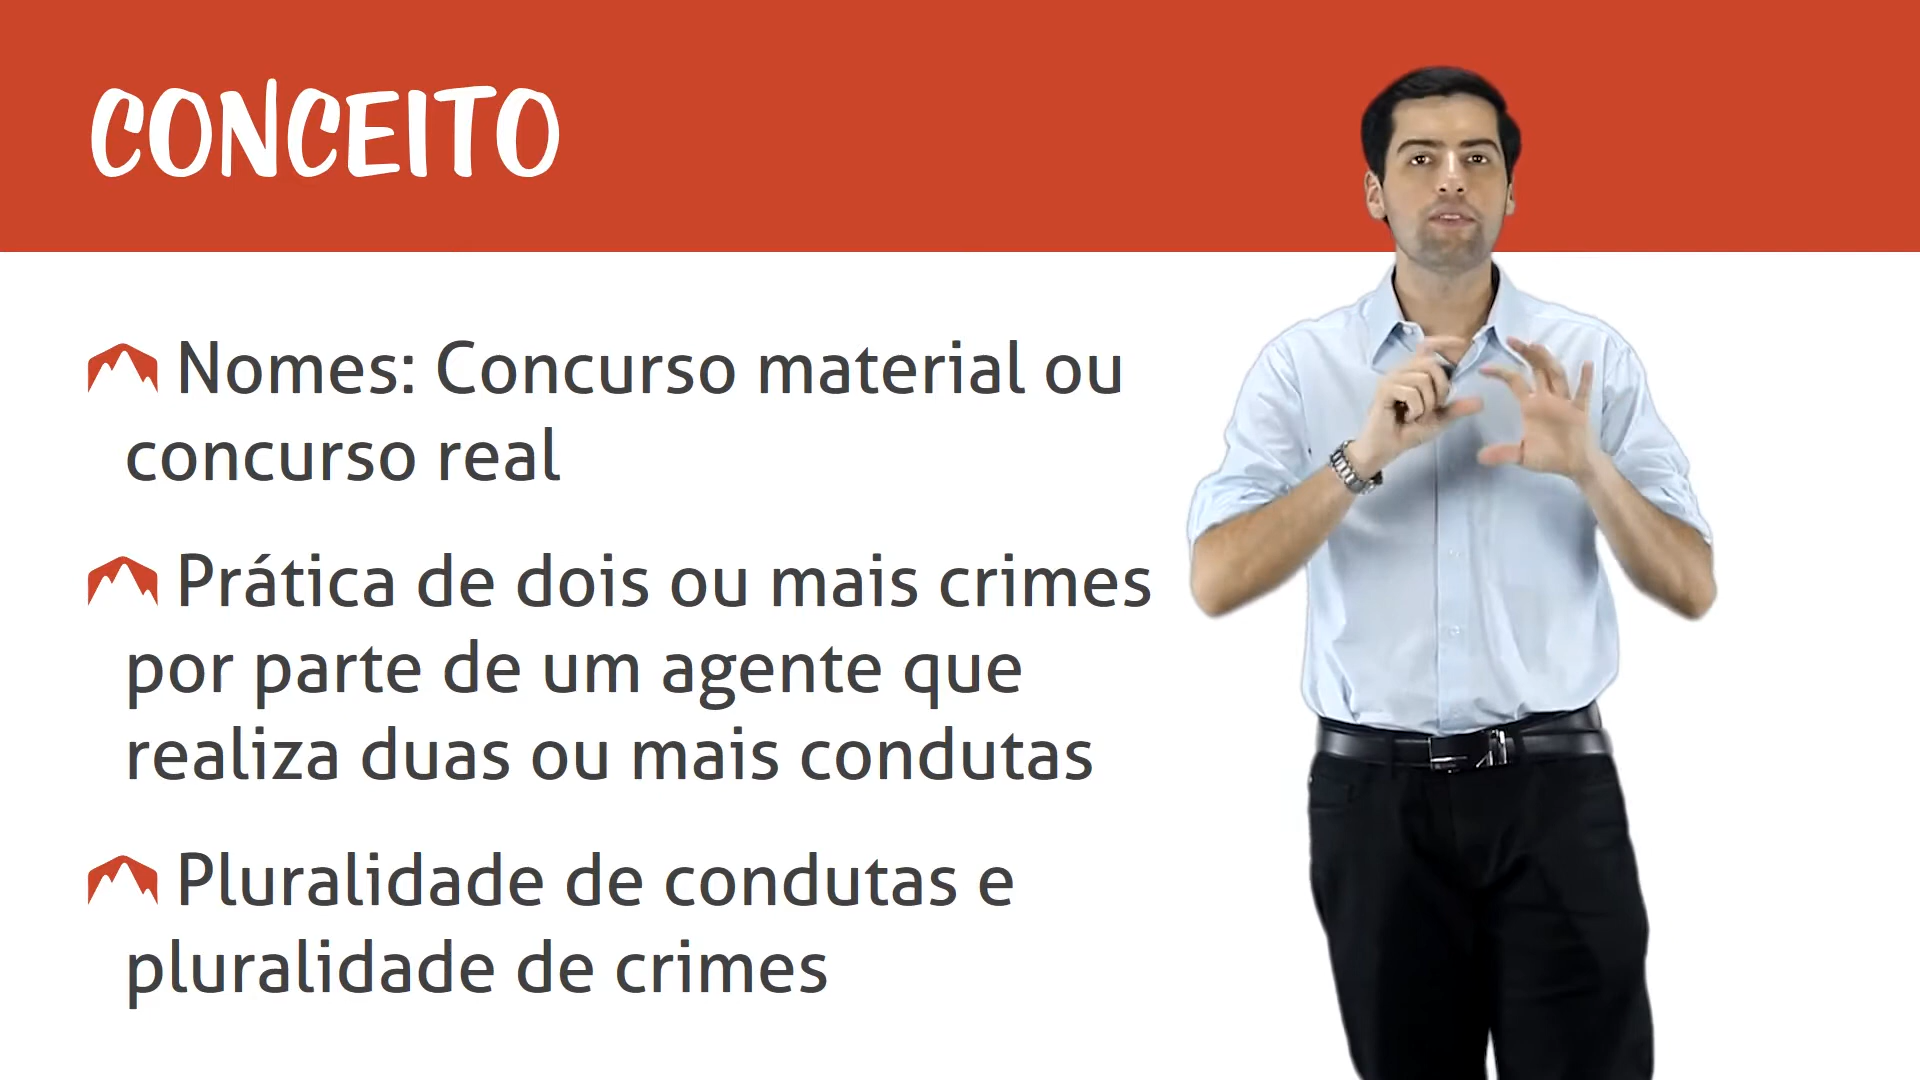 CONCEITO
Nomes: Concurso material ou
concurso real
Prática de dois ou mais crimes
por parte de um agente que
realiza duas ou mais condutas
Pluralidade de condutas e
pluralidade de crimes